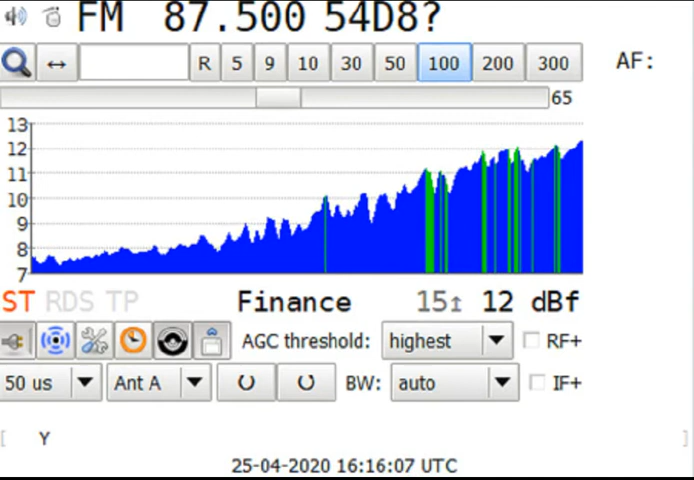 FM 87.500 54D8?
R 5 9 10 30 50 100 200 300 AF:
65
13
12
11
10
9
8
7
ST RDS TP Finance 15↑ 12 dBf
AGC threshold: highest RF+
50 us Ant A BW: auto IF+
[ Y ]
25-04-2020 16:16:07 UTC